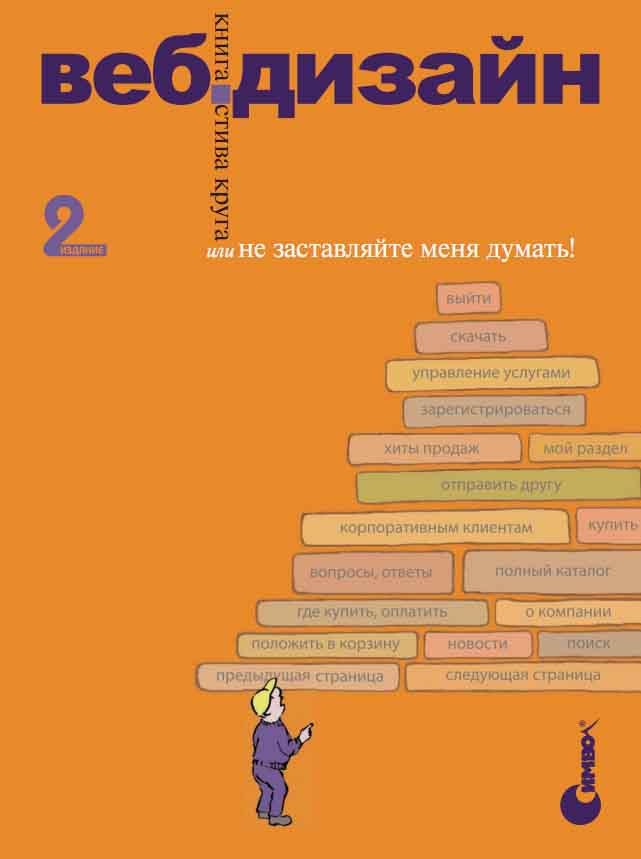 веб.дизайн
книга стива круга
2
издание
или не заставляйте меня думать!
выйти
скачать
управление услугами
зарегистрироваться
хиты продаж мой раздел
отправить другу
корпоративным клиентам купить
вопросы, ответы полный каталог
где купить, оплатить о компании
положить в корзину новости поиск
предыдущая страница следующая страница
Символ®